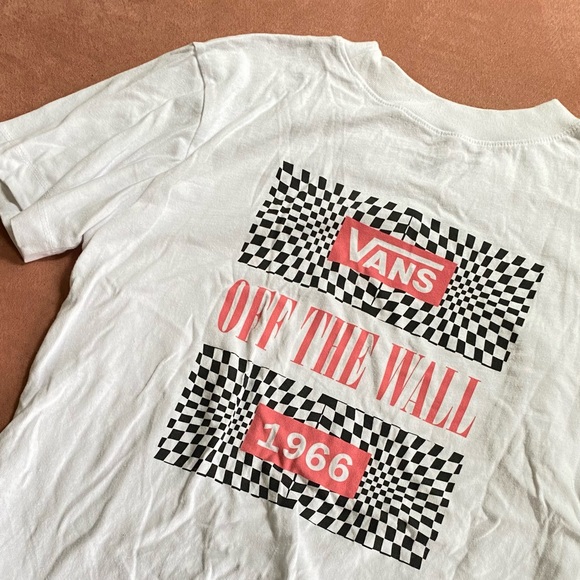 VANS
OFF THE WALL
1966